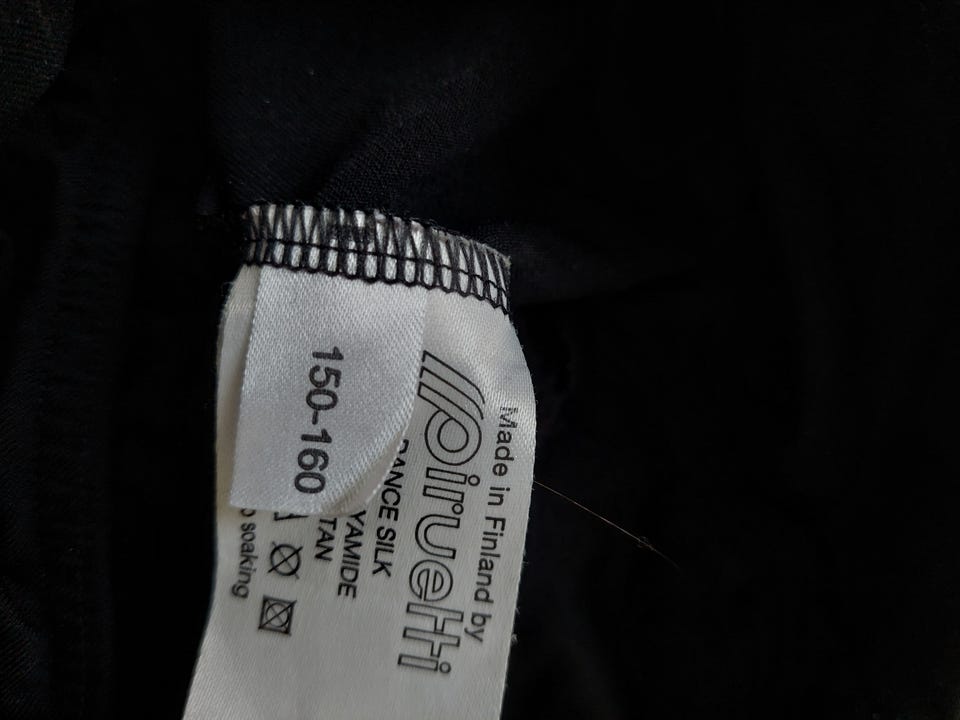 Made in Finland by
piruetti
DANCE SILK
YAMIDE
TAN
soaking
150-160